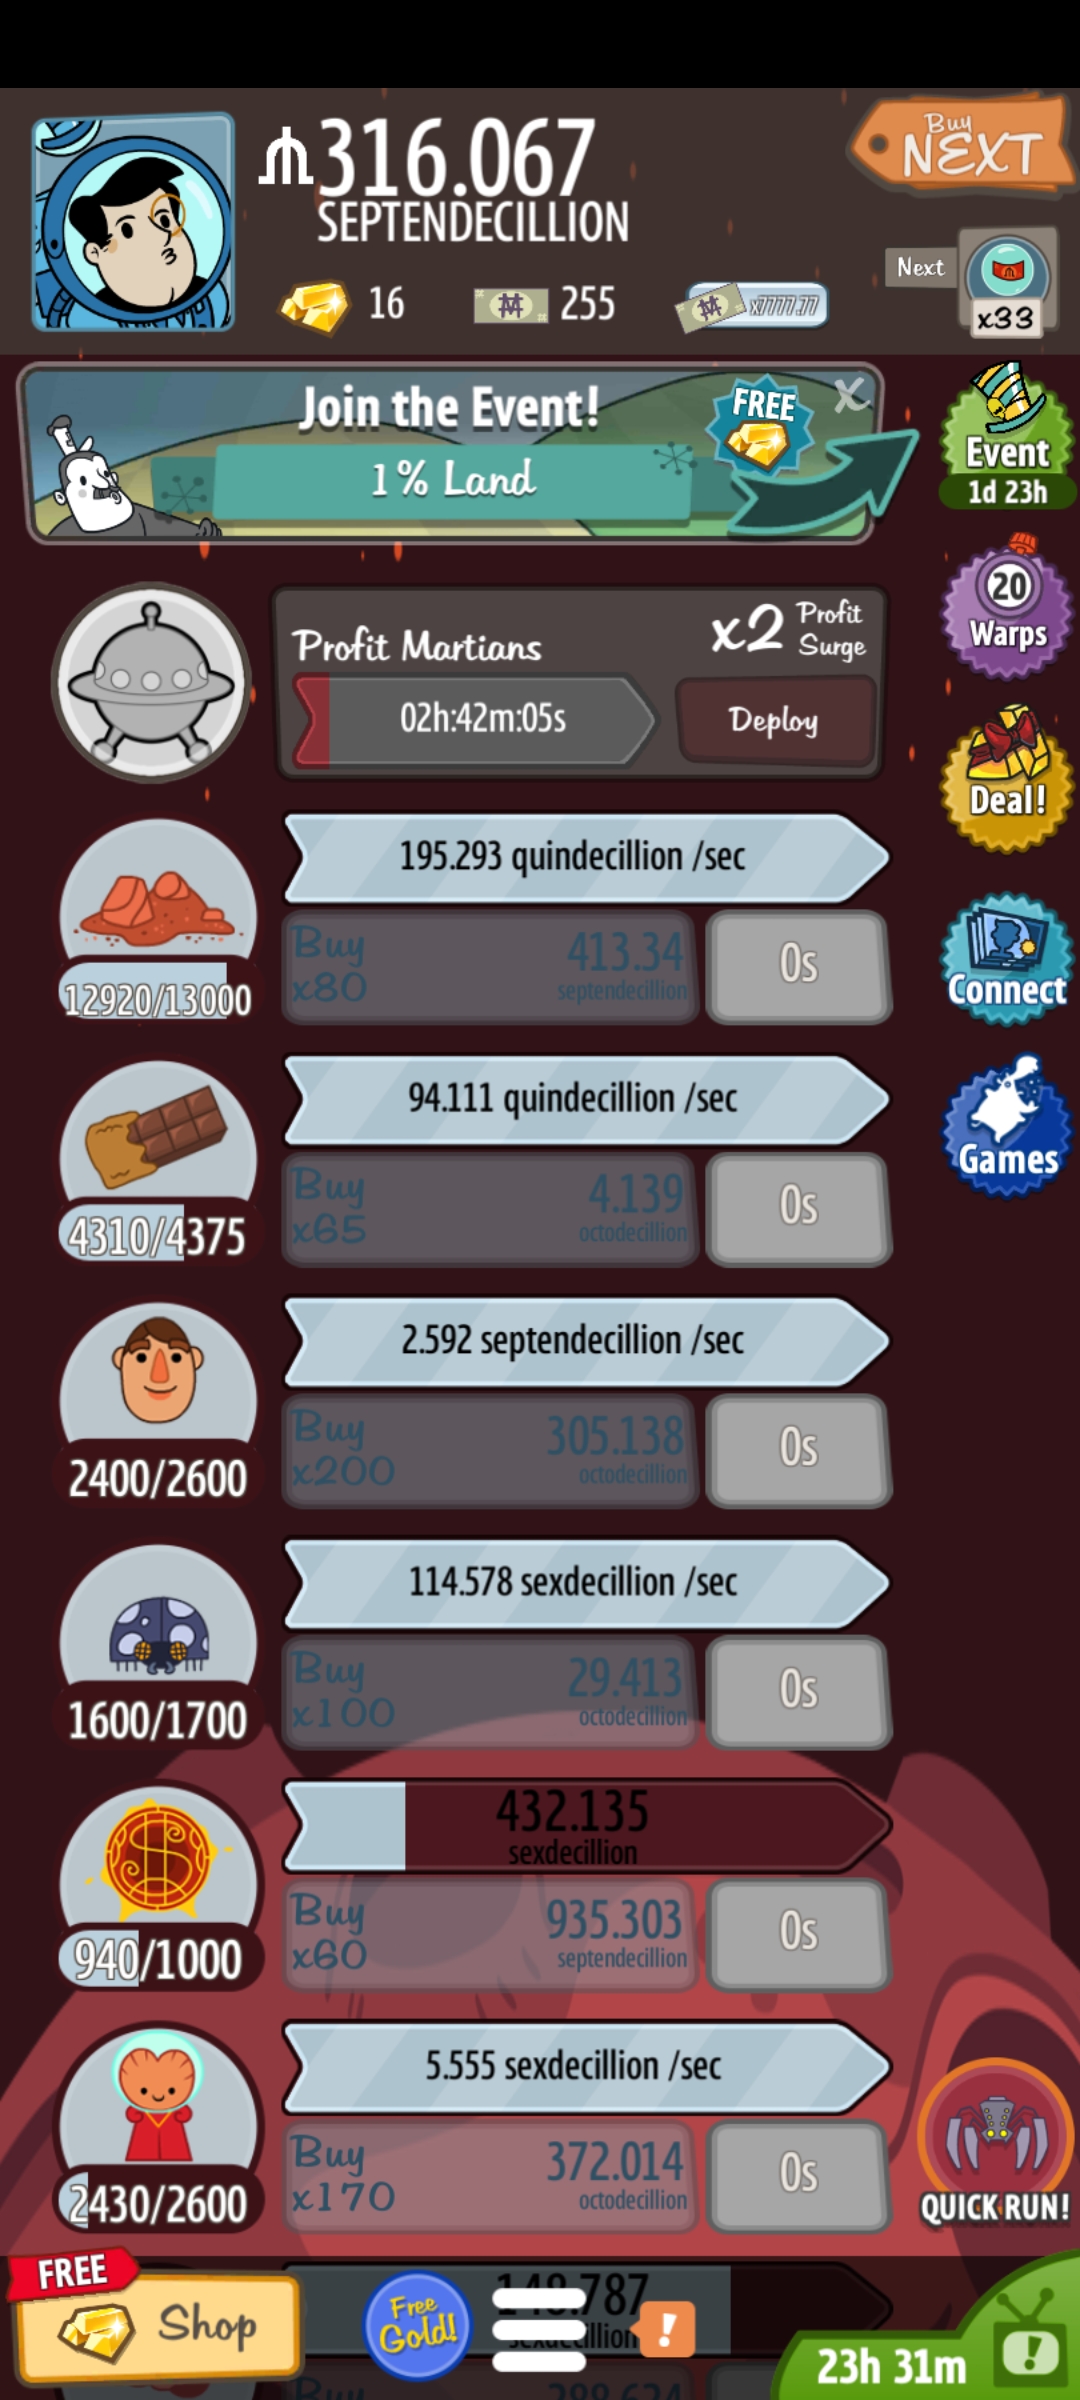 316.067
SEPTENDECILLION
Buy
NEXT
16
255
x7777.77
Next
x33
Join the Event!
1% Land
FREE
X
Event
1d 23h
20
Warps
Deal!
Connect
Games
Profit Martians
x2 Profit Surge
02h:42m:05s
Deploy
195.293 quindecillion /sec
12920/13000
Buy x80
413.34
septendecillion
0s
94.111 quindecillion /sec
4310/4375
Buy x65
4.139
octodecillion
0s
2.592 septendecillion /sec
2400/2600
Buy x200
305.138
octodecillion
0s
114.578 sexdecillion /sec
1600/1700
Buy x100
29.413
octodecillion
0s
432.135
sexdecillion
940/1000
Buy x60
935.303
septendecillion
0s
5.555 sexdecillion /sec
2430/2600
Buy x170
372.014
octodecillion
0s
QUICK RUN!
FREE
Shop
Free Gold!
!
23h 31m
!